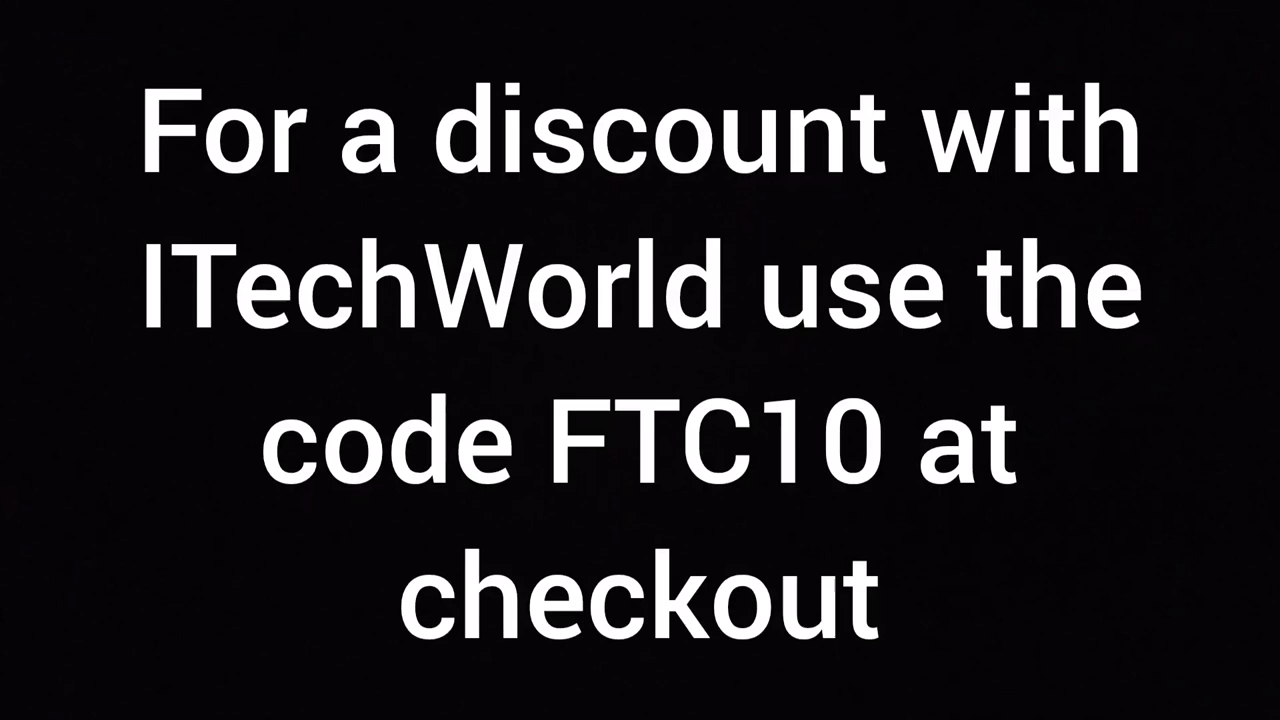 For a discount with
ITechWorld use the
code FTC10 at
checkout